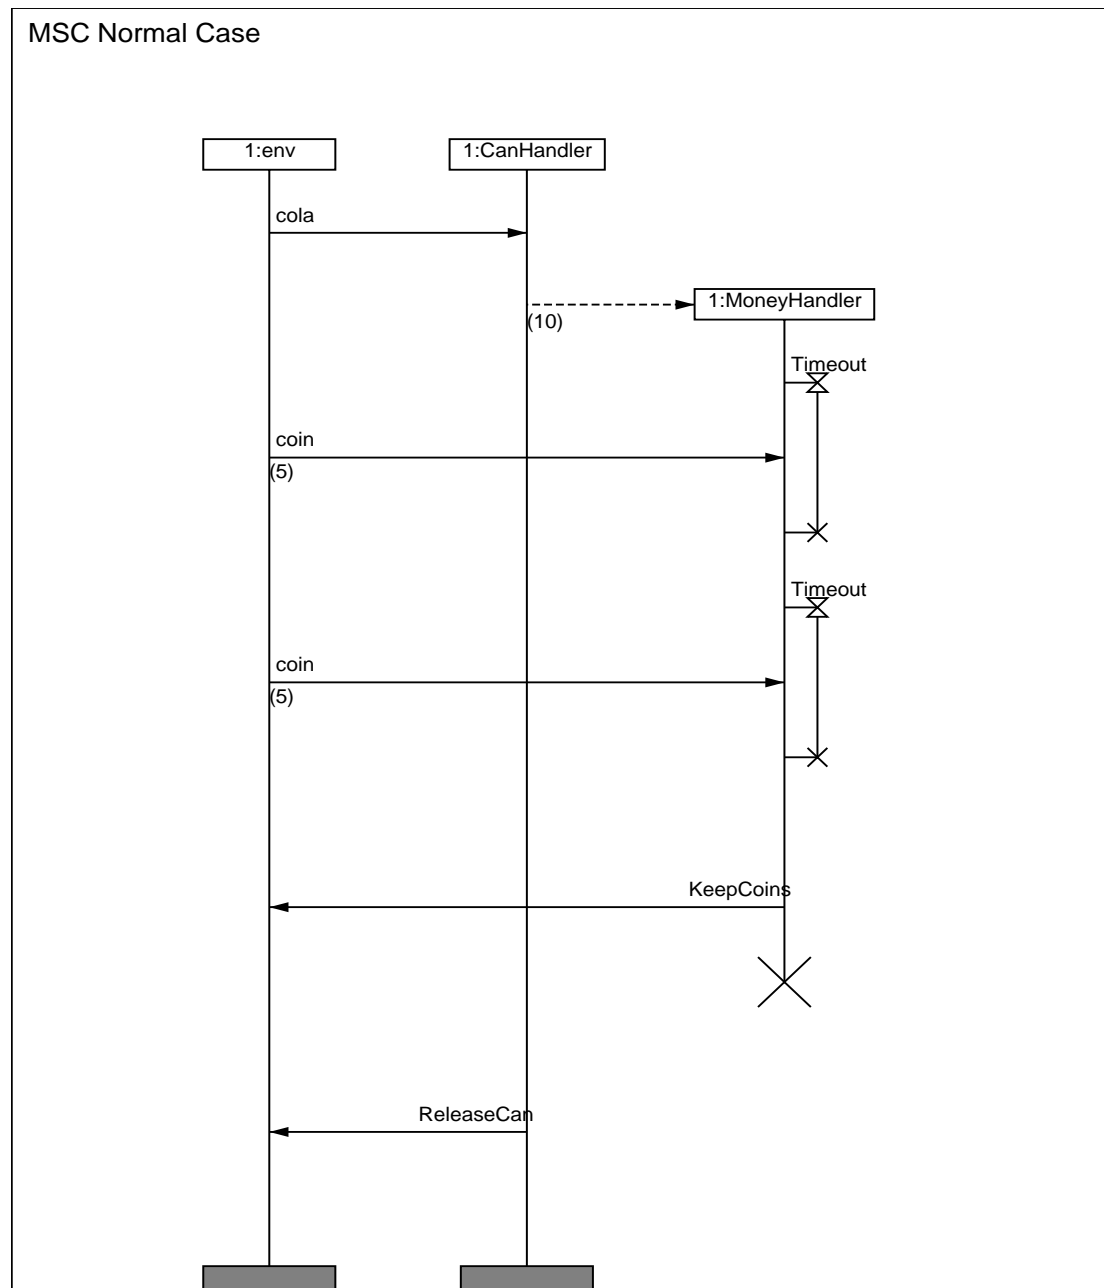 MSC Normal Case
1:env
1:CanHandler
cola
1:MoneyHandler
(10)
Timeout
coin
(5)
Timeout
coin
(5)
KeepCoins
ReleaseCan